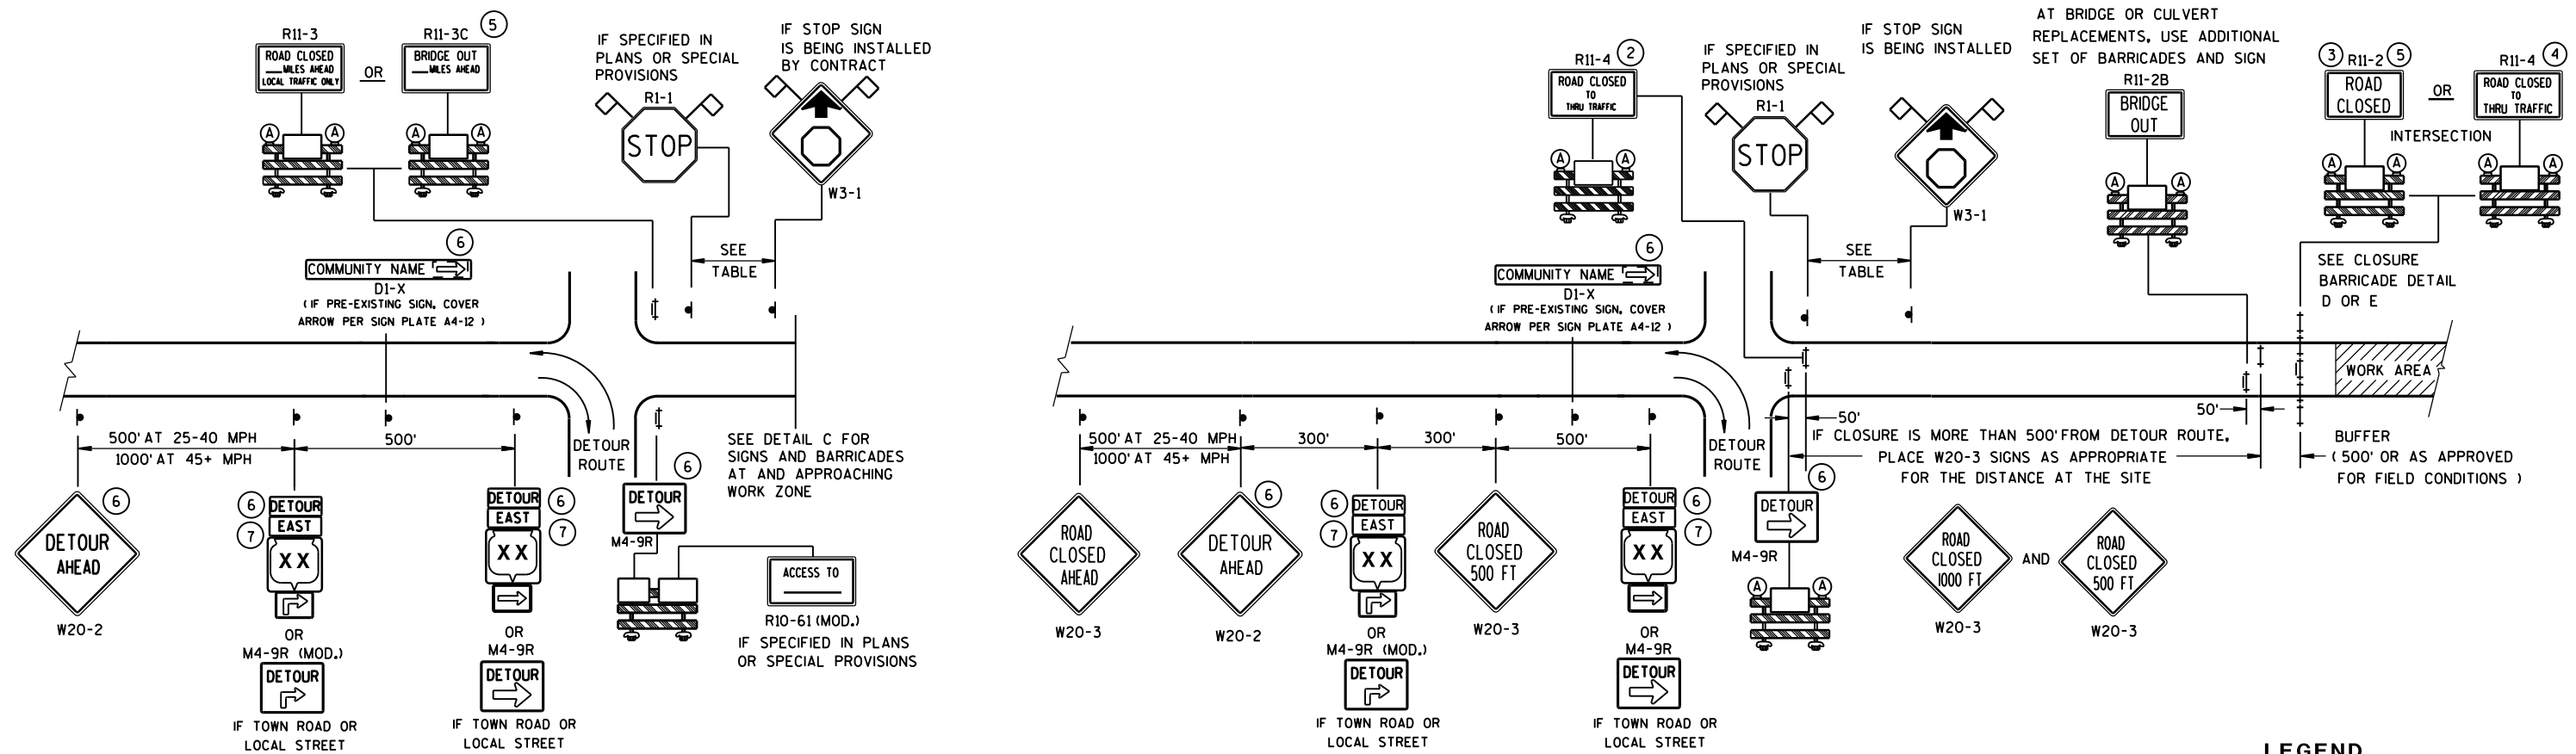 R11-3
ROAD CLOSED
___MILES AHEAD
LOCAL TRAFFIC ONLY
OR
R11-3C
5
BRIDGE OUT
___MILES AHEAD
A
A
A
A
IF SPECIFIED IN
PLANS OR SPECIAL
PROVISIONS
R1-1
STOP
IF STOP SIGN
IS BEING INSTALLED
BY CONTRACT
W3-1
SEE
TABLE
6
COMMUNITY NAME
D1-X
(IF PRE-EXISTING SIGN, COVER
ARROW PER SIGN PLATE A4-12 )
500' AT 25-40 MPH
1000' AT 45+ MPH
500'
DETOUR
ROUTE
SEE DETAIL C FOR
SIGNS AND BARRICADES
AT AND APPROACHING
WORK ZONE
6
DETOUR
AHEAD
W20-2
6
7
DETOUR
EAST
XX
OR
M4-9R (MOD.)
DETOUR
IF TOWN ROAD OR
LOCAL STREET
DETOUR
EAST
XX
6
7
OR
M4-9R
DETOUR
IF TOWN ROAD OR
LOCAL STREET
6
DETOUR
M4-9R
ACCESS TO
R10-61 (MOD.)
IF SPECIFIED IN PLANS
OR SPECIAL PROVISIONS
R11-4
2
ROAD CLOSED
TO
THRU TRAFFIC
A
A
IF SPECIFIED IN
PLANS OR SPECIAL
PROVISIONS
R1-1
STOP
IF STOP SIGN
IS BEING INSTALLED
W3-1
SEE
TABLE
AT BRIDGE OR CULVERT
REPLACEMENTS, USE ADDITIONAL
SET OF BARRICADES AND SIGN
R11-2B
BRIDGE
OUT
A
A
3
R11-2
5
ROAD
CLOSED
OR
R11-4
4
ROAD CLOSED
TO
THRU TRAFFIC
INTERSECTION
A
A
A
A
SEE CLOSURE
BARRICADE DETAIL
D OR E
6
COMMUNITY NAME
D1-X
(IF PRE-EXISTING SIGN, COVER
ARROW PER SIGN PLATE A4-12 )
WORK AREA
500' AT 25-40 MPH
1000' AT 45+ MPH
300'
300'
500'
DETOUR
ROUTE
50'
50'
IF CLOSURE IS MORE THAN 500' FROM DETOUR ROUTE,
PLACE W20-3 SIGNS AS APPROPRIATE
FOR THE DISTANCE AT THE SITE
BUFFER
( 500' OR AS APPROVED
FOR FIELD CONDITIONS )
ROAD
CLOSED
AHEAD
W20-3
6
DETOUR
AHEAD
W20-2
6
7
DETOUR
EAST
XX
OR
M4-9R (MOD.)
DETOUR
IF TOWN ROAD OR
LOCAL STREET
ROAD
CLOSED
500 FT
W20-3
DETOUR
EAST
XX
6
7
OR
M4-9R
DETOUR
IF TOWN ROAD OR
LOCAL STREET
6
DETOUR
M4-9R
A
A
ROAD
CLOSED
1000 FT
W20-3
AND
ROAD
CLOSED
500 FT
W20-3
LEGEND